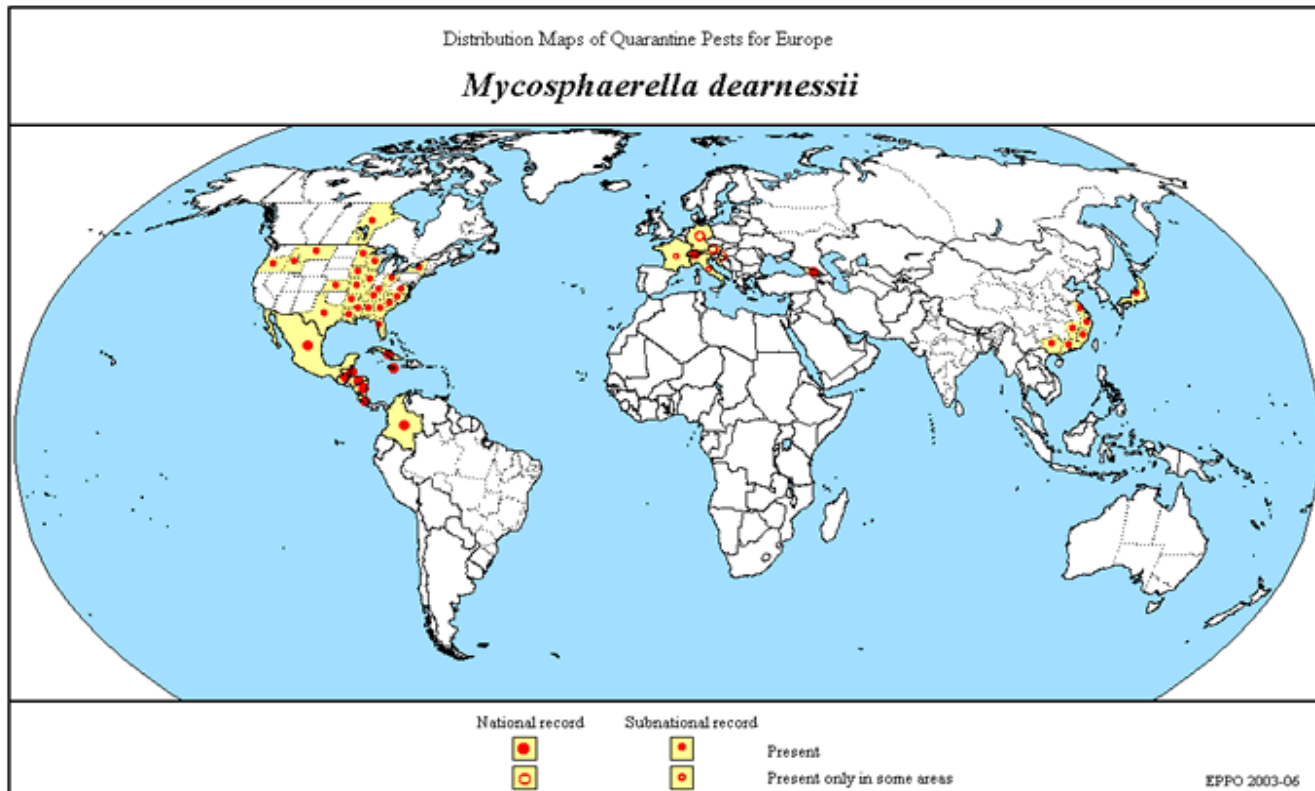 Distribution Maps of Quarantine Pests for Europe
Mycosphaerella dearnessii
National record Subnational record
Present
Present only in some areas
EPPO 2003-06